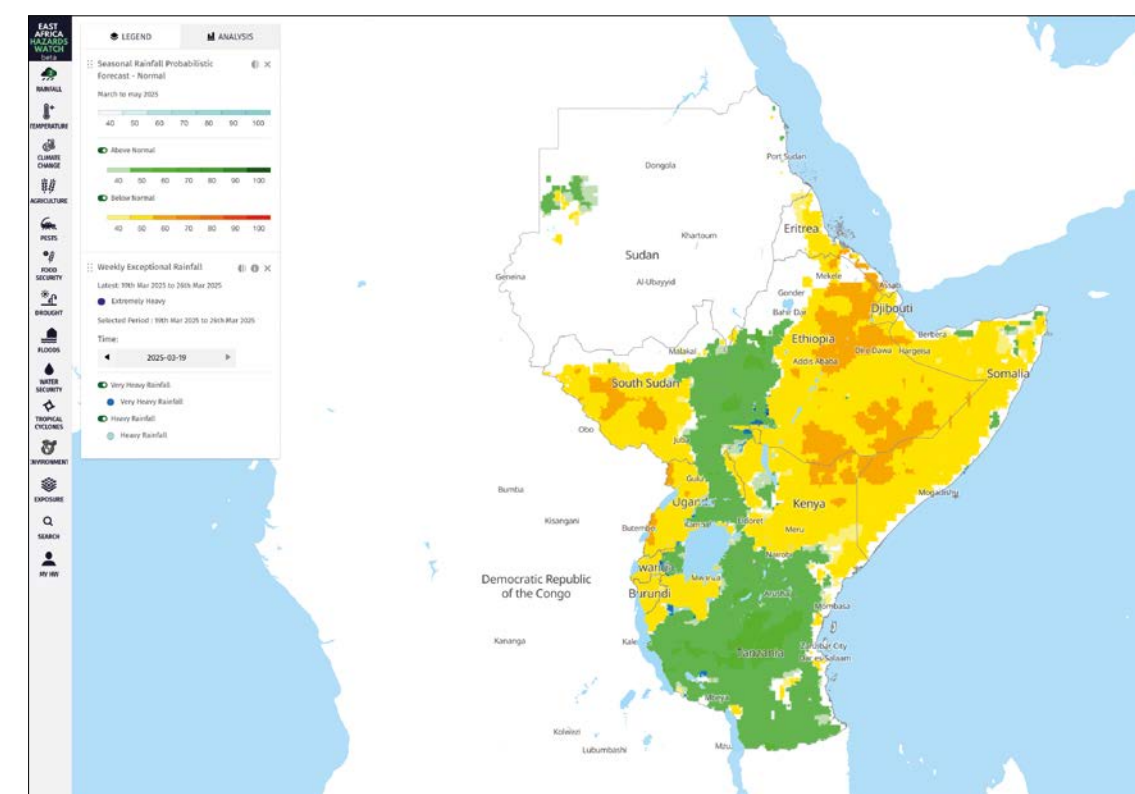 EAST
AFRICA
HAZARDS
WATCH
beta
RAINFALL
TEMPERATURE
CLIMATE
CHANGE
AGRICULTURE
PESTS
FOOD
SECURITY
DROUGHT
FLOODS
WATER
SECURITY
TROPICAL
CYCLONES
ENVIRONMENT
EXPOSURE
SEARCH
MY HW
LEGEND
ANALYSIS
Seasonal Rainfall Probabilistic
Forecast - Normal
March to may 2025
40 50 60 70 80 90 100
Above Normal
40 50 60 70 80 90 100
Below Normal
40 50 60 70 80 90 100
Weekly Exceptional Rainfall
Latest: 19th Mar 2025 to 26th Mar 2025
Extremely Heavy
Selected Period : 19th Mar 2025 to 26th Mar 2025
Time:
2025-03-19
Very Heavy Rainfall
Very Heavy Rainfall
Heavy Rainfall
Heavy Rainfall
Dongola
Port Sudan
Khartoum
Eritrea
Sudan
Geneina
Al-Ubayyid
Mekele
Assab
Gonder
Bahir Dar
Djibouti
Ethiopia
Berbera
Malakal
Addis Ababa
Dire Dawa
Hargeisa
South Sudan
Somalia
Obo
Juba
Gulu
Bumba
Uganda
Kenya
Mogadishu
Kisangani
Butembo
Eldoret
Meru
Nairobi
Democratic Republic
of the Congo
Mwanza
Burundi
Arusha
Mombasa
Kananga
Kale
Tanzania
Zanzibar City
Dar es-Salaam
Mbeya
Kolwezi
Lubumbashi
Mzu